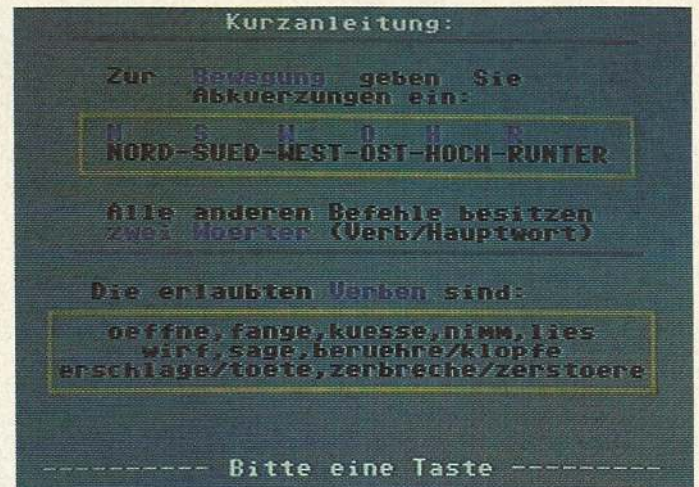 Kurzanleitung:
Zur Bewegung geben Sie
Abkuerzungen ein:
N S W O H R
NORD-SUED-WEST-OST-HOCH-RUNTER
Alle anderen Befehle besitzen
zwei Woerter (Verb/Hauptwort)
Die erlaubten Verben sind:
oeffne,fange,kuesse,nimm,lies
wirf,sage,beruehre/klopfe
erschlage/toete,zerbreche/zerstoere
---------- Bitte eine Taste ----------